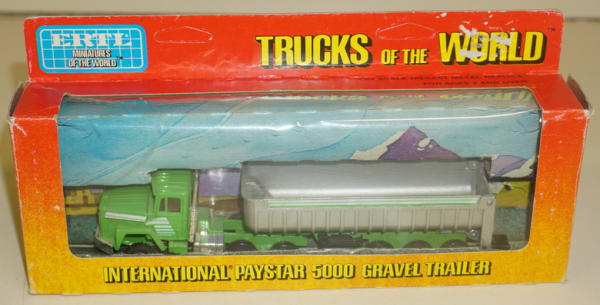 ERTL
MINIATURES
OF THE WORLD
TRUCKS OF THE WORLD
INTERNATIONAL PAYSTAR 5000 GRAVEL TRAILER